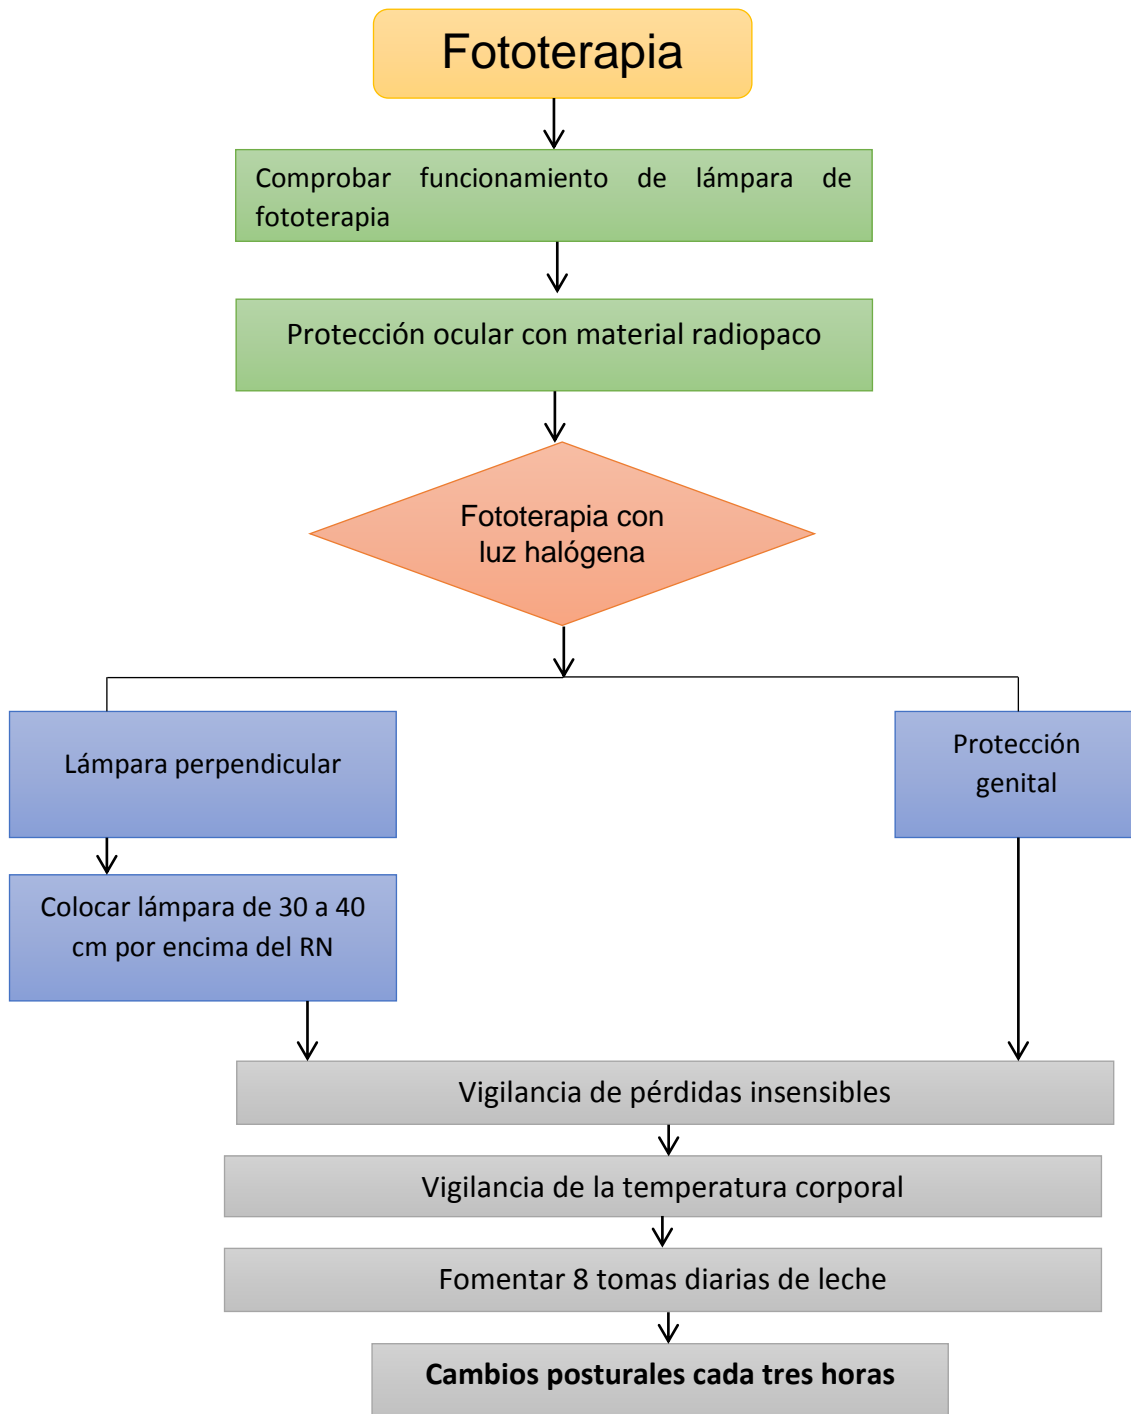 Fototerapia
Comprobar funcionamiento de lámpara de
fototerapia
Protección ocular con material radiopaco
Fototerapia con
luz halógena
Lámpara perpendicular
Protección
genital
Colocar lámpara de 30 a 40
cm por encima del RN
Vigilancia de pérdidas insensibles
Vigilancia de la temperatura corporal
Fomentar 8 tomas diarias de leche
Cambios posturales cada tres horas